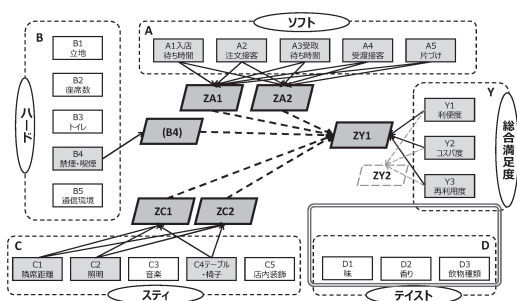 ソフト
A
A1入店
待ち時間
A2
注文接客
A3受取
待ち時間
A4
受渡接客
A5
片づけ
B
B1
立地
B2
座席数
B3
トイレ
B4
禁煙・喫煙
B5
通信環境
ハード
ZA1
ZA2
(B4)
ZY1
ZY2
ZC1
ZC2
Y
Y1
利便度
Y2
コスパ度
Y3
再利用度
総合満足度
C
C1
隣席距離
C2
照明
C3
音楽
C4テーブル
・椅子
C5
店内装飾
スティ
D
D1
味
D2
香り
D3
飲物種類
テイスト